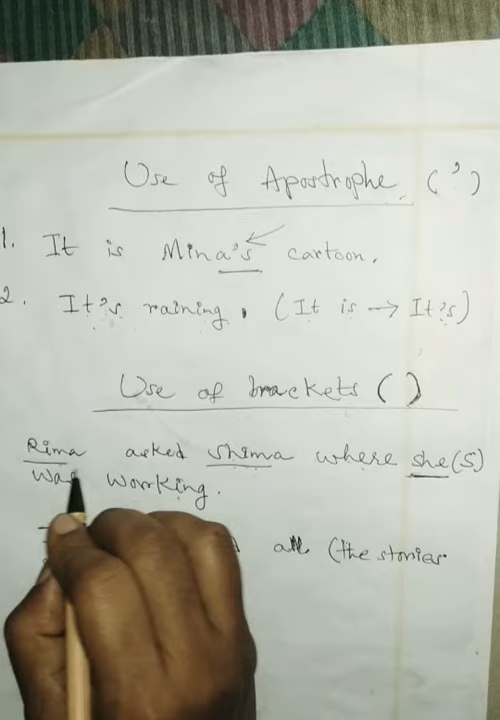 Use of Apostrophe (')
1. It is Mina's cartoon.
2. It's raining. (It is → It's)
Use of brackets ()
Rima asked Shima where she (S)
was working.
all (the stories